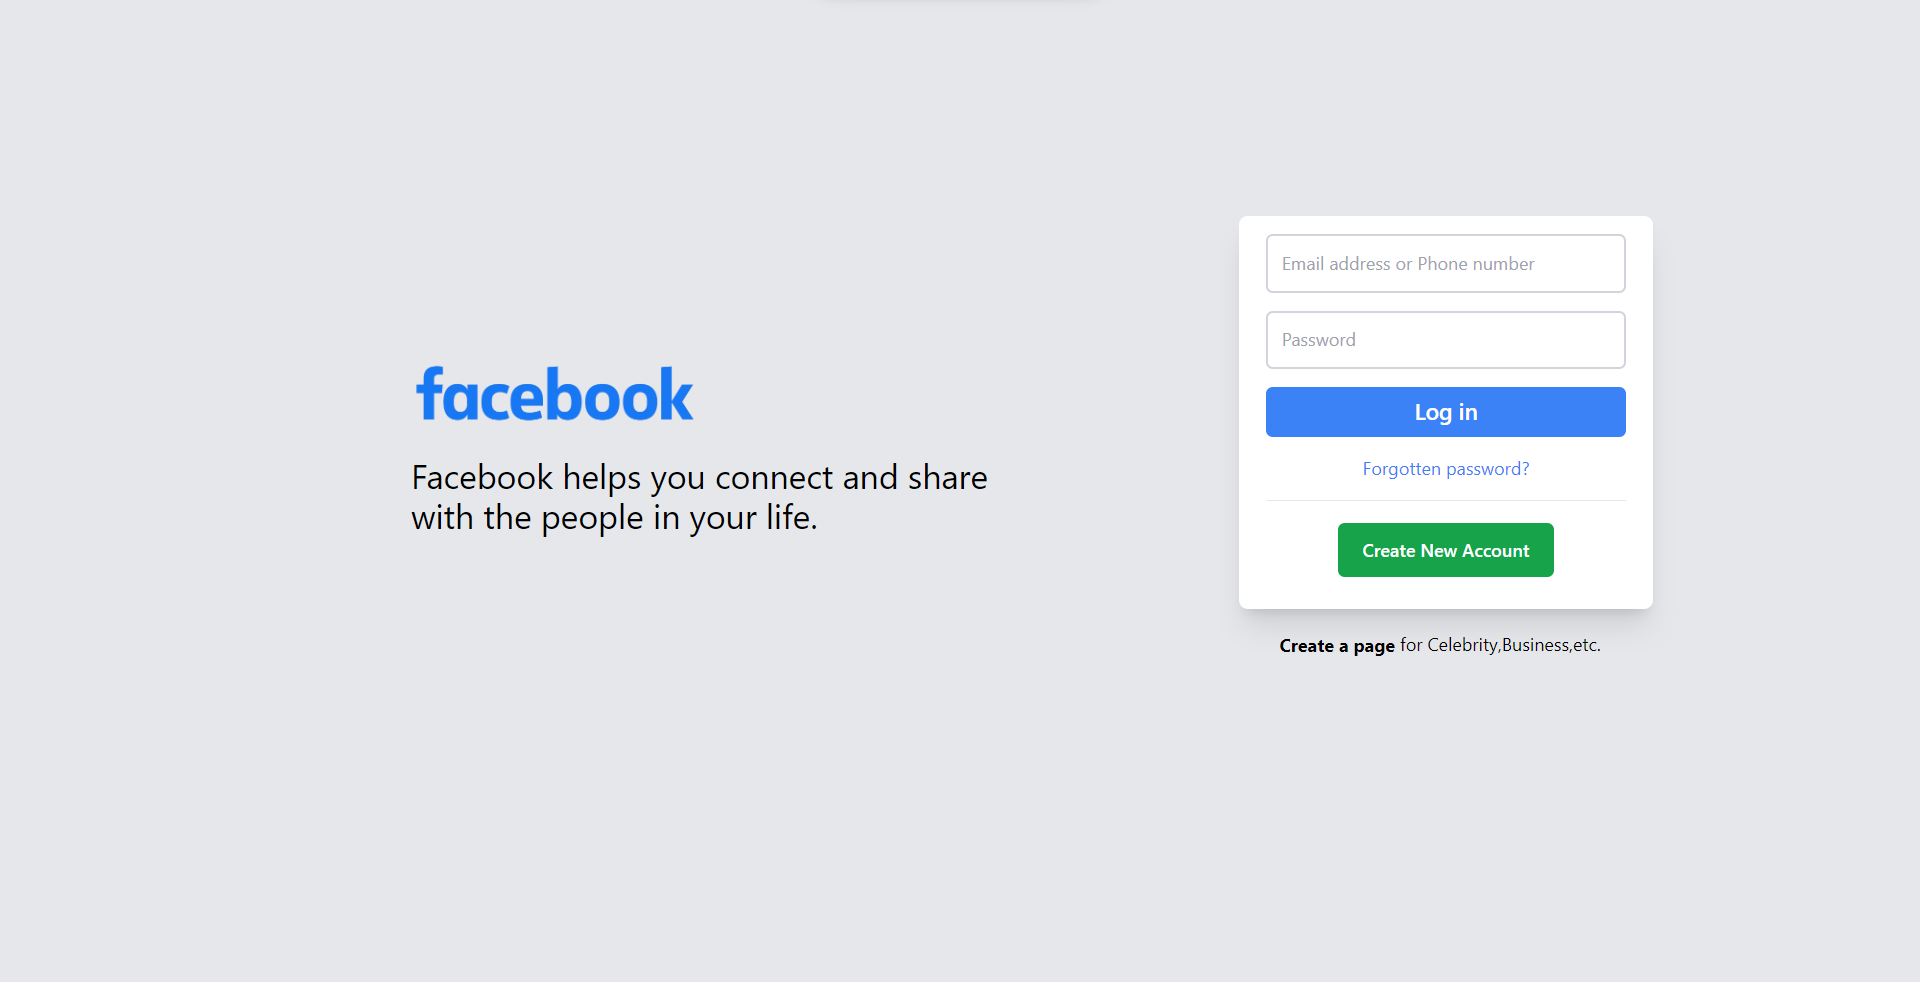 facebook
Facebook helps you connect and share
with the people in your life.
Email address or Phone number
Password
Log in
Forgotten password?
Create New Account
Create a page for Celebrity,Business,etc.